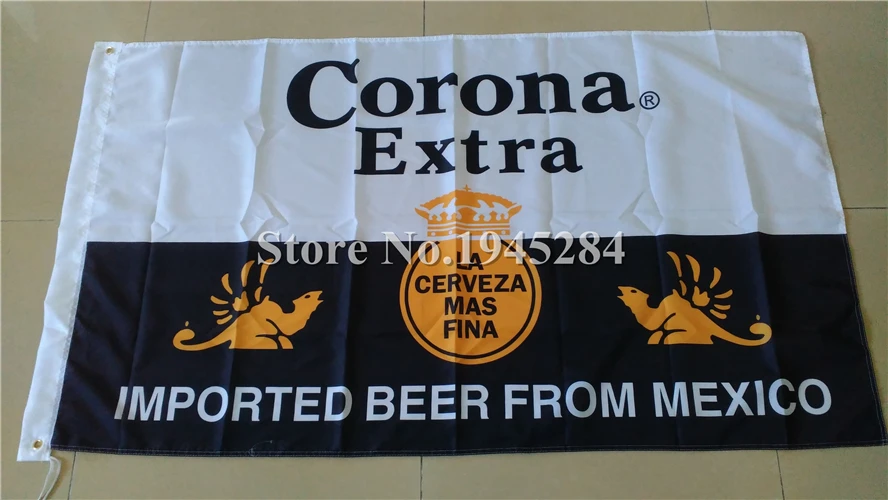 Corona®
Extra
Store No.1945284
LA
CERVEZA
MAS
FINA
IMPORTED BEER FROM MEXICO